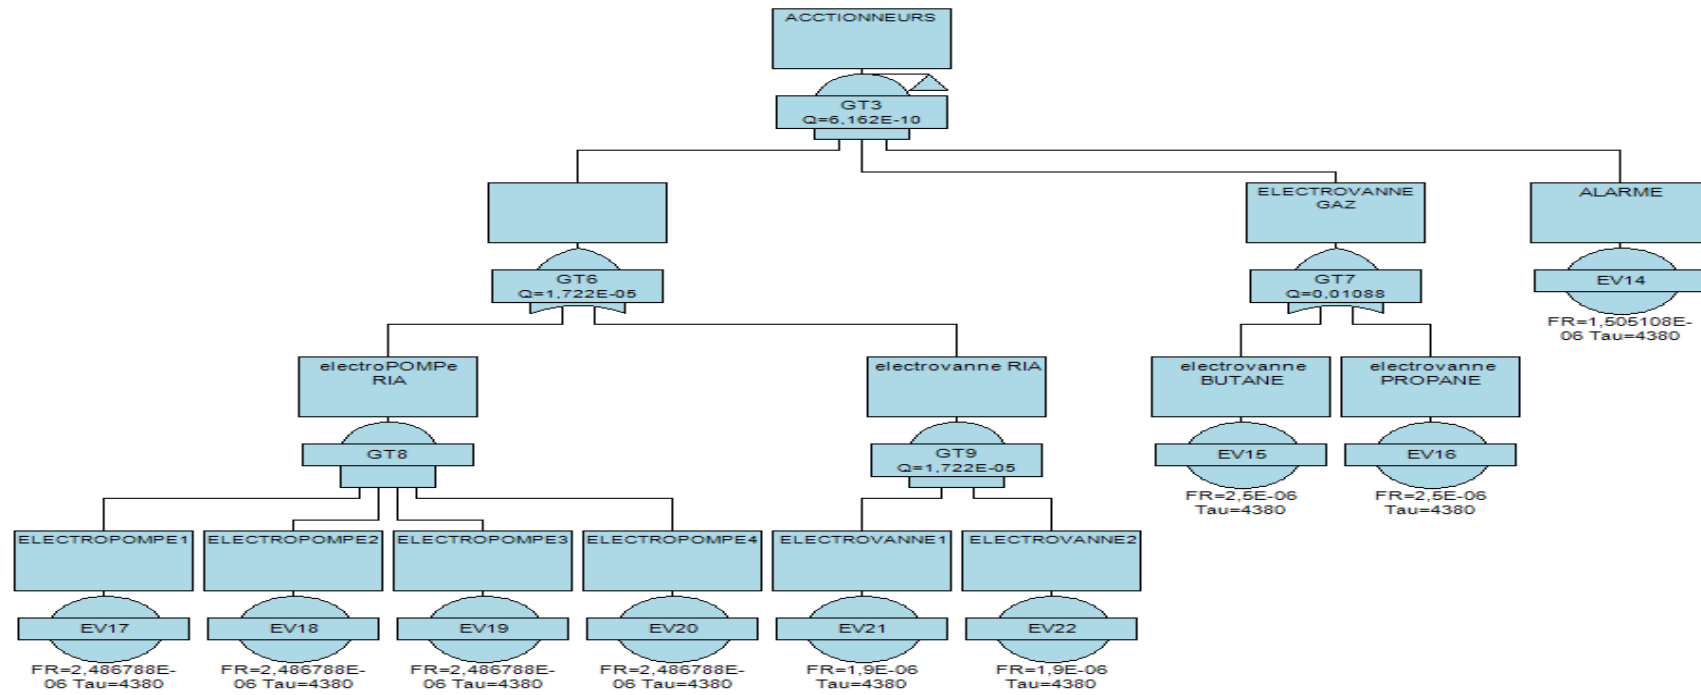 ACCTIONNEURS
GT3
Q=6,162E-10
ELECTROVANNE
GAZ
ALARME
GT6
Q=1,722E-05
GT7
Q=0,01088
EV14
FR=1,505108E-
06 Tau=4380
electroPOMPe
RIA
electrovanne RIA
electrovanne
BUTANE
electrovanne
PROPANE
GT8
GT9
Q=1,722E-05
EV15
EV16
FR=2,5E-06
Tau=4380
FR=2,5E-06
Tau=4380
ELECTROPOMPE1
ELECTROPOMPE2
ELECTROPOMPE3
ELECTROPOMPE4
ELECTROVANNE1
ELECTROVANNE2
EV17
EV18
EV19
EV20
EV21
EV22
FR=2,486788E-
06 Tau=4380
FR=2,486788E-
06 Tau=4380
FR=2,486788E-
06 Tau=4380
FR=2,486788E-
06 Tau=4380
FR=1,9E-06
Tau=4380
FR=1,9E-06
Tau=4380